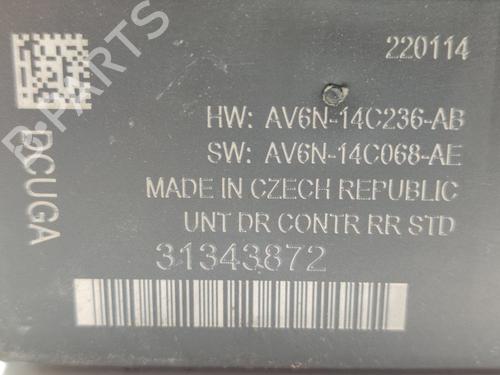 220114
HW: AV6N-14C236-AB
SW: AV6N-14C068-AE
MADE IN CZECH REPUBLIC
UNT DR CONTR RR STD
31343872
DCUGA
B-PARTS